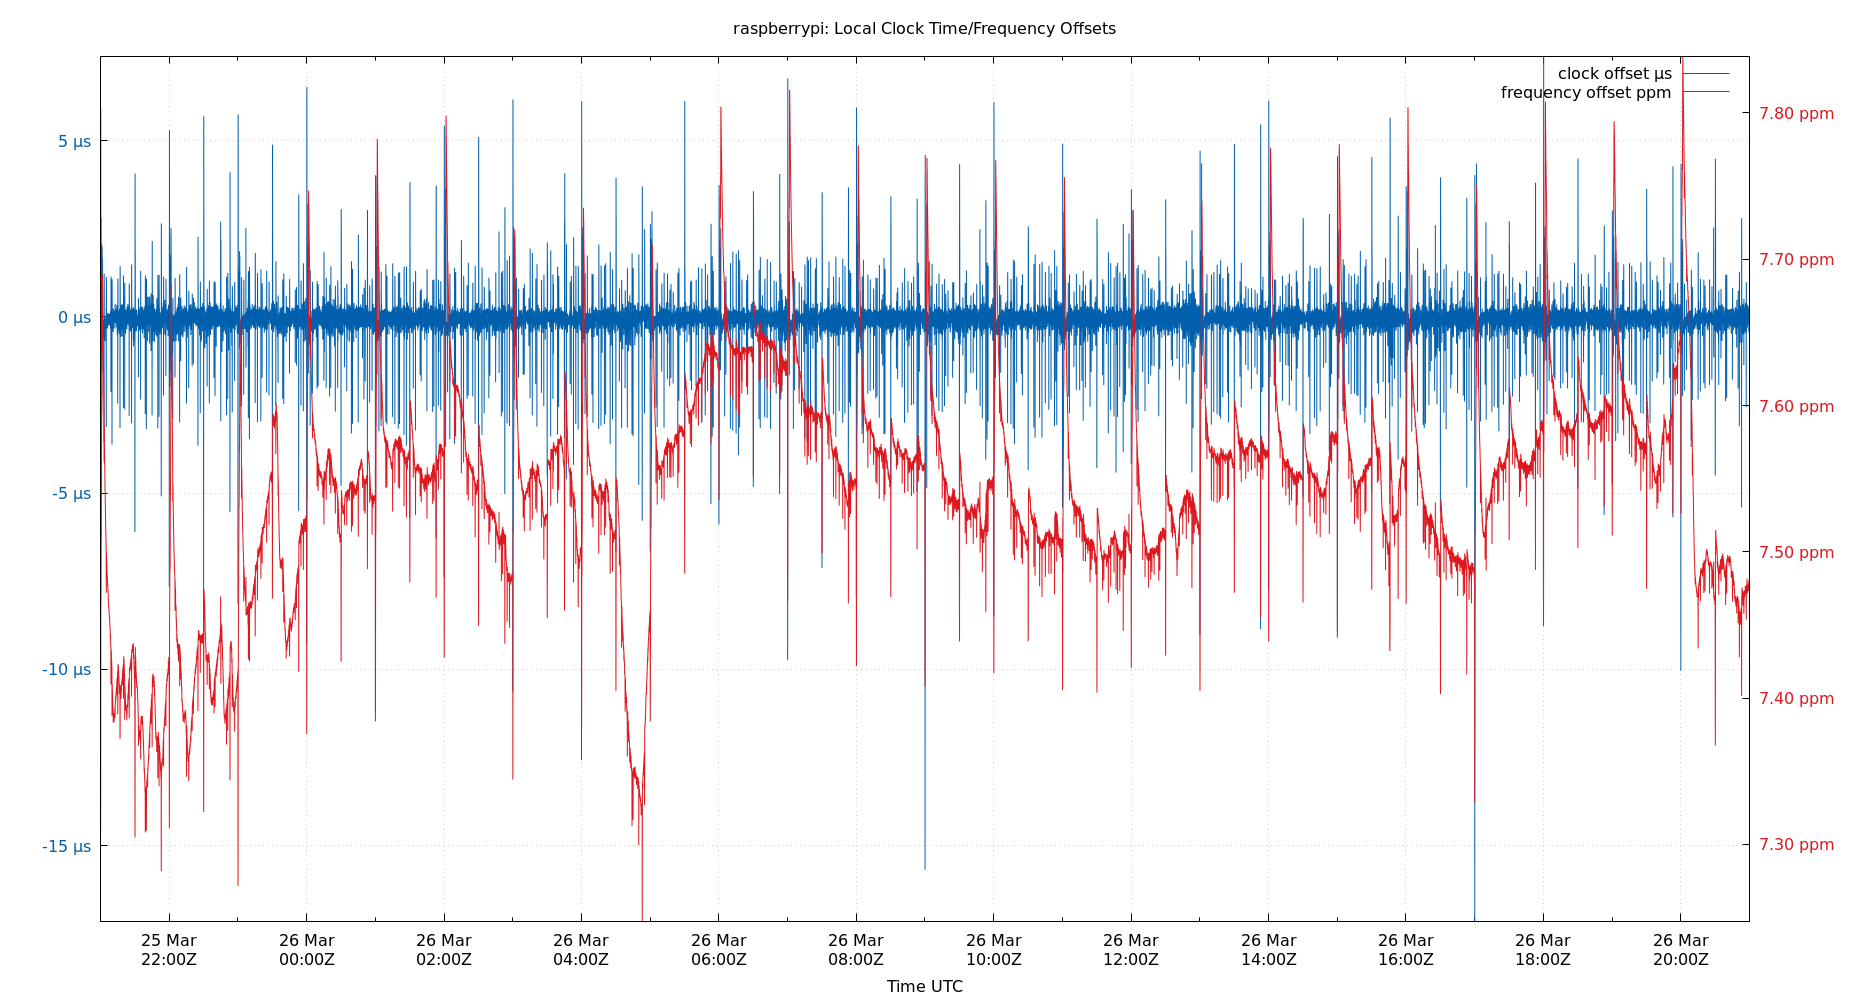 raspberrypi: Local Clock Time/Frequency Offsets
clock offset µs
frequency offset ppm
5 µs
0 µs
-5 µs
-10 µs
-15 µs
7.80 ppm
7.70 ppm
7.60 ppm
7.50 ppm
7.40 ppm
7.30 ppm
25 Mar 26 Mar 26 Mar 26 Mar 26 Mar 26 Mar 26 Mar 26 Mar 26 Mar 26 Mar 26 Mar 26 Mar
22:00Z 00:00Z 02:00Z 04:00Z 06:00Z 08:00Z 10:00Z 12:00Z 14:00Z 16:00Z 18:00Z 20:00Z
Time UTC